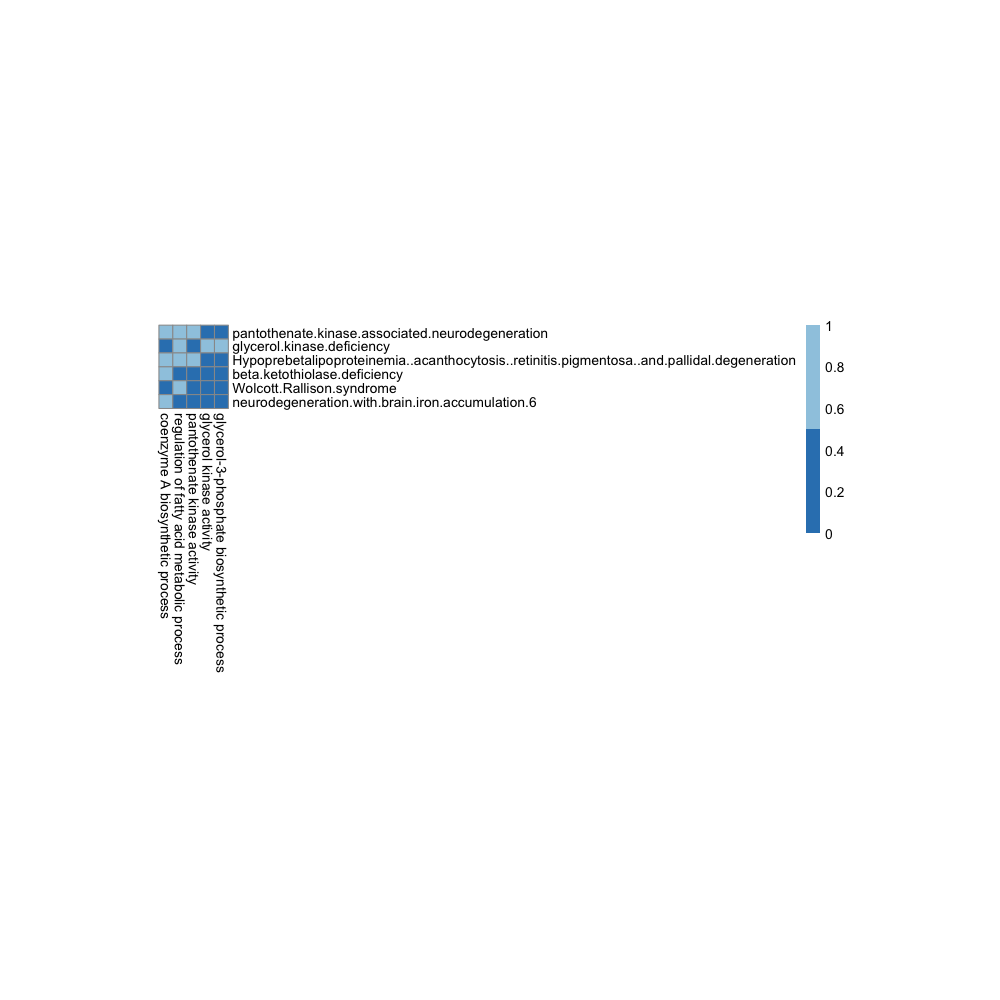 pantothenate.kinase.associated.neurodegeneration
glycerol.kinase.deficiency
Hypoprebetalipoproteinemia..acanthocytosis..retinitis.pigmentosa..and.pallidal.degeneration
beta.ketothiolase.deficiency
Wolcott.Rallison.syndrome
neurodegeneration.with.brain.iron.accumulation.6
coenzyme A biosynthetic process
regulation of fatty acid metabolic process
pantothenate kinase activity
glycerol kinase activity
glycerol-3-phosphate biosynthetic process
1
0.8
0.6
0.4
0.2
0